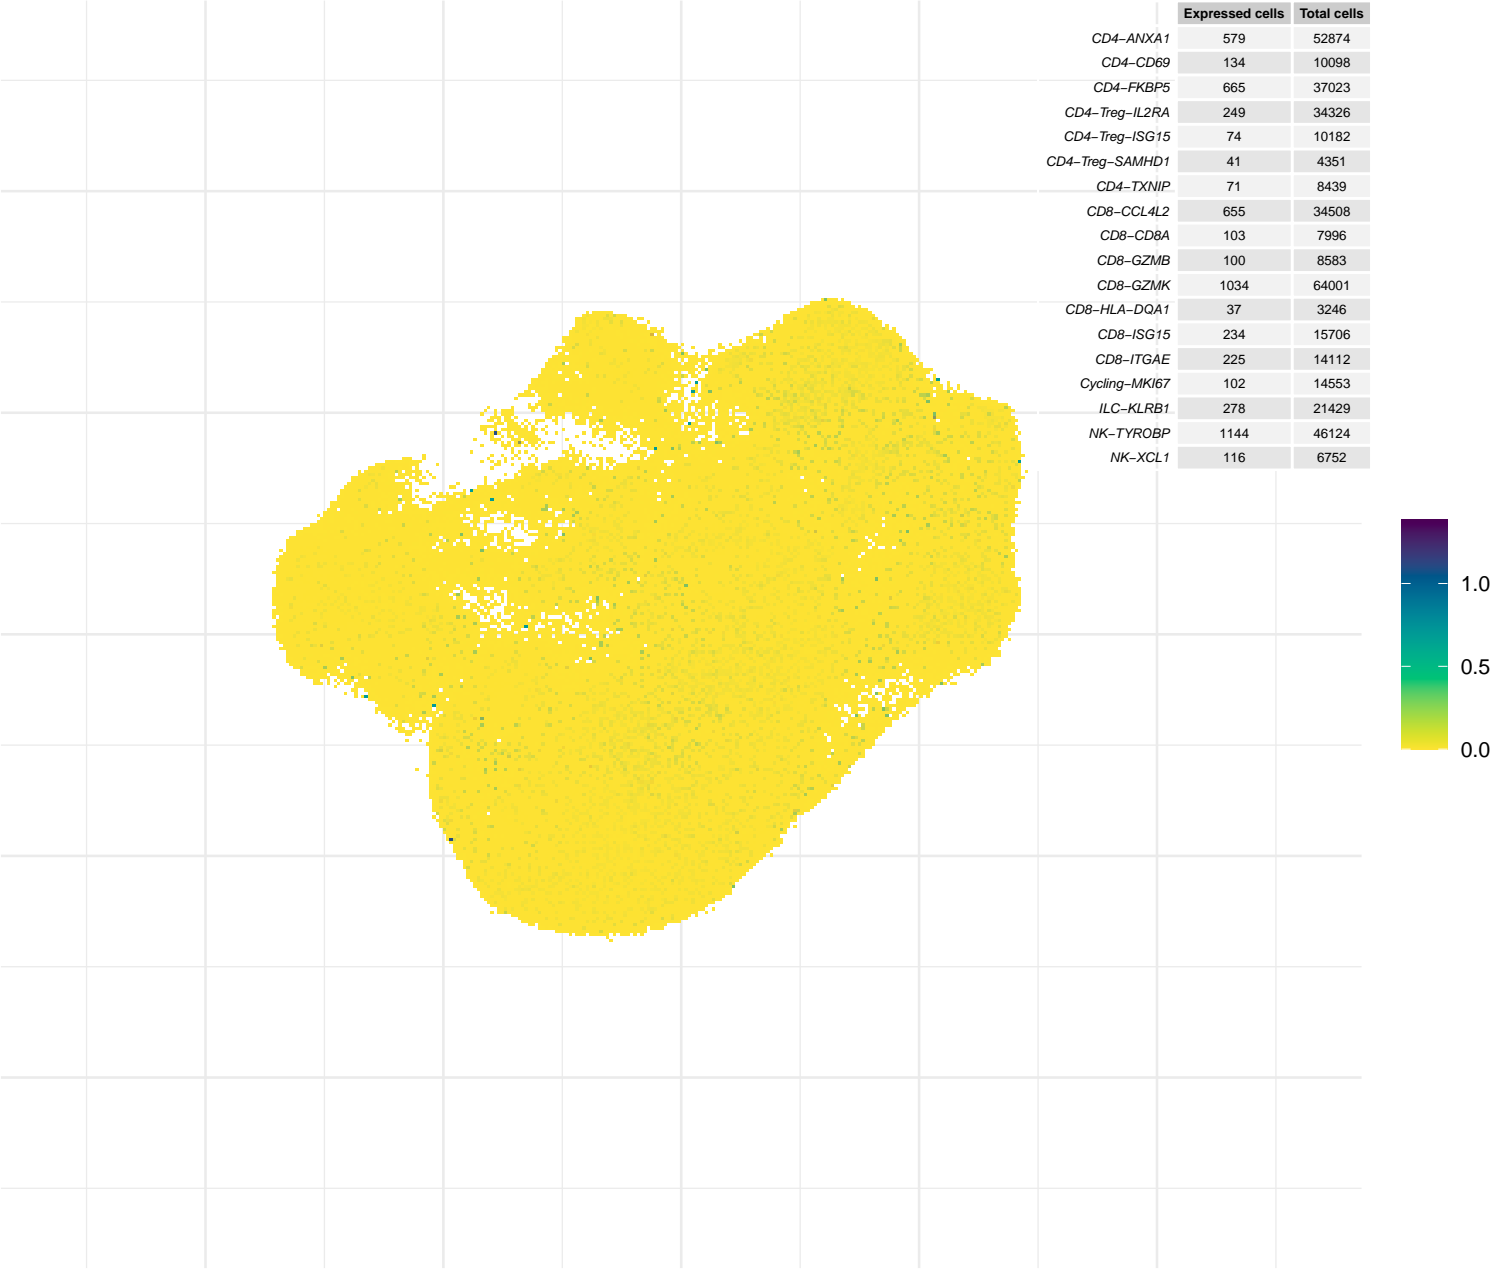 Expressed cells Total cells
CD4−ANXA1 579 52874
CD4−CD69 134 10098
CD4−FKBP5 665 37023
CD4−Treg−IL2RA 249 34326
CD4−Treg−ISG15 74 10182
CD4−Treg−SAMHD1 41 4351
CD4−TXNIP 71 8439
CD8−CCL4L2 655 34508
CD8−CD8A 103 7996
CD8−GZMB 100 8583
CD8−GZMK 1034 64001
CD8−HLA−DQA1 37 3246
CD8−ISG15 234 15706
CD8−ITGAE 225 14112
Cycling−MKI67 102 14553
ILC−KLRB1 278 21429
NK−TYROBP 1144 46124
NK−XCL1 116 6752
1.0
0.5
0.0